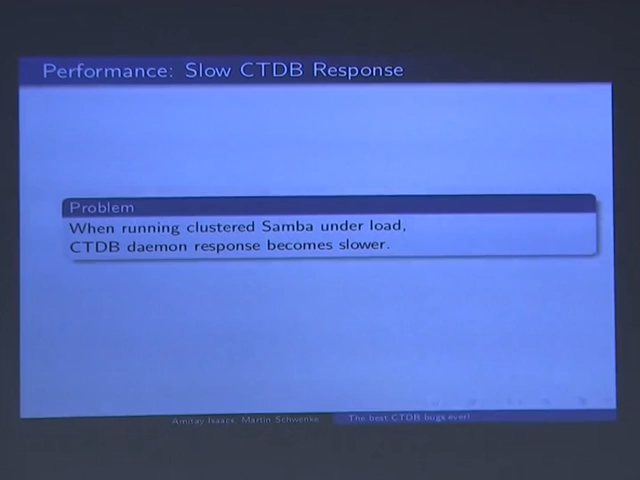 Performance: Slow CTDB Response
Problem
When running clustered Samba under load,
CTDB daemon response becomes slower.
Amitay Isaacs, Martin Schwenke
The best CTDB bugs ever!